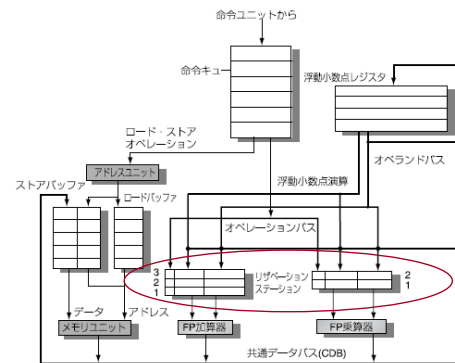 命令ユニットから
命令キュー
浮動小数点レジスタ
ロード・ストア
オペレーション
オペランドバス
アドレスユニット
浮動小数点演算
ストアバッファ
ロードバッファ
オペレーションバス
3
2
1
リザベーション
ステーション
2
1
データ
アドレス
メモリユニット
FP加算器
FP乗算器
共通データバス(CDB)